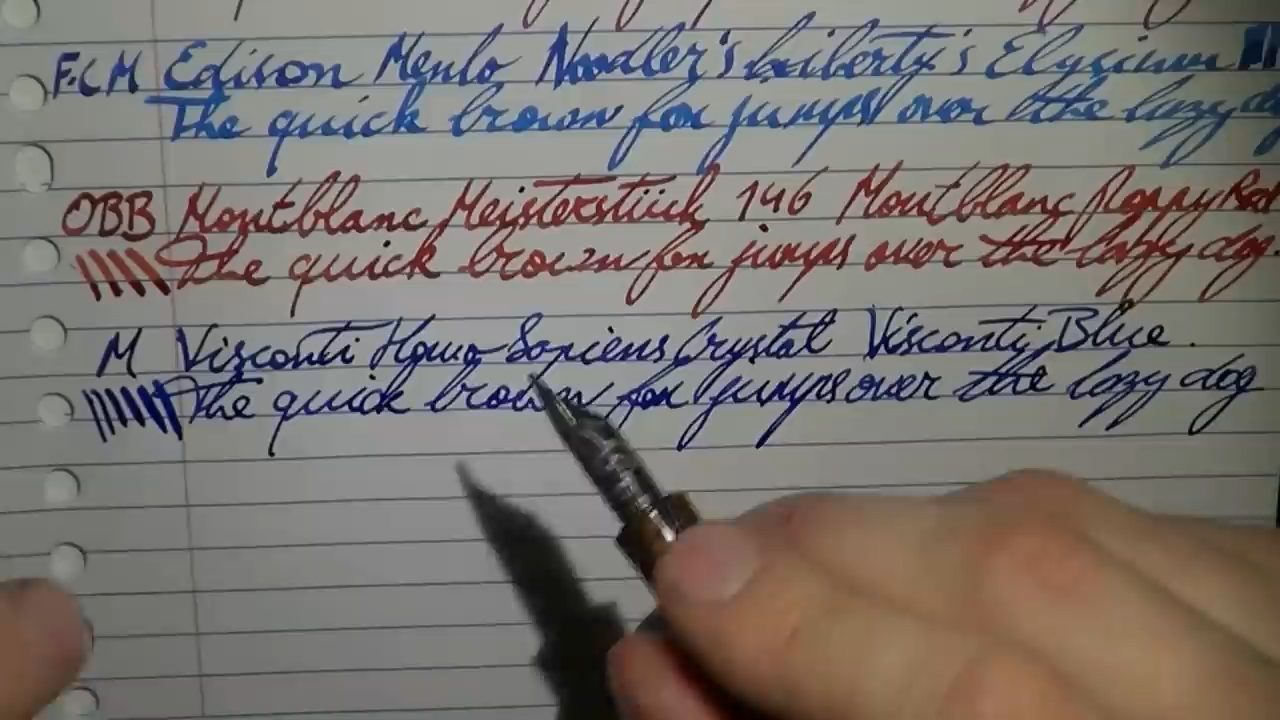 F.C M Edison Menlo Noodler's Liberty's Elysium
The quick brown fox jumps over the lazy
OBB Montblanc Meisterstück 146 Montblanc Poppy Red
The quick brown fox jumps over the lazy dog.
M Visconti Homo Sapiens Crystal Visconti Blue.
The quick brown fox jumps over the lazy dog